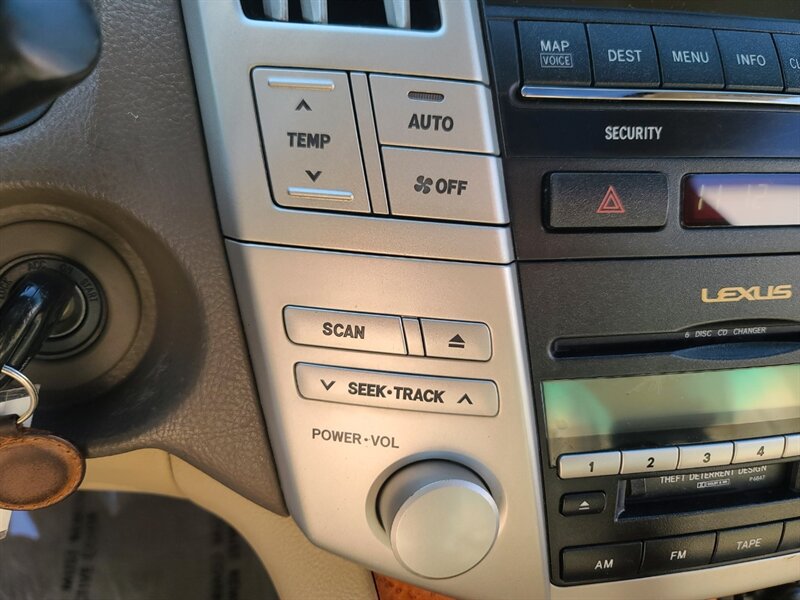 MAP
VOICE
DEST
MENU
INFO
TEMP
AUTO
OFF
SECURITY
LEXUS
6 DISC CD CHANGER
SCAN
SEEK•TRACK
POWER•VOL
1 2 3 4
THEFT DETERRENT DESIGN
AM
FM
TAPE